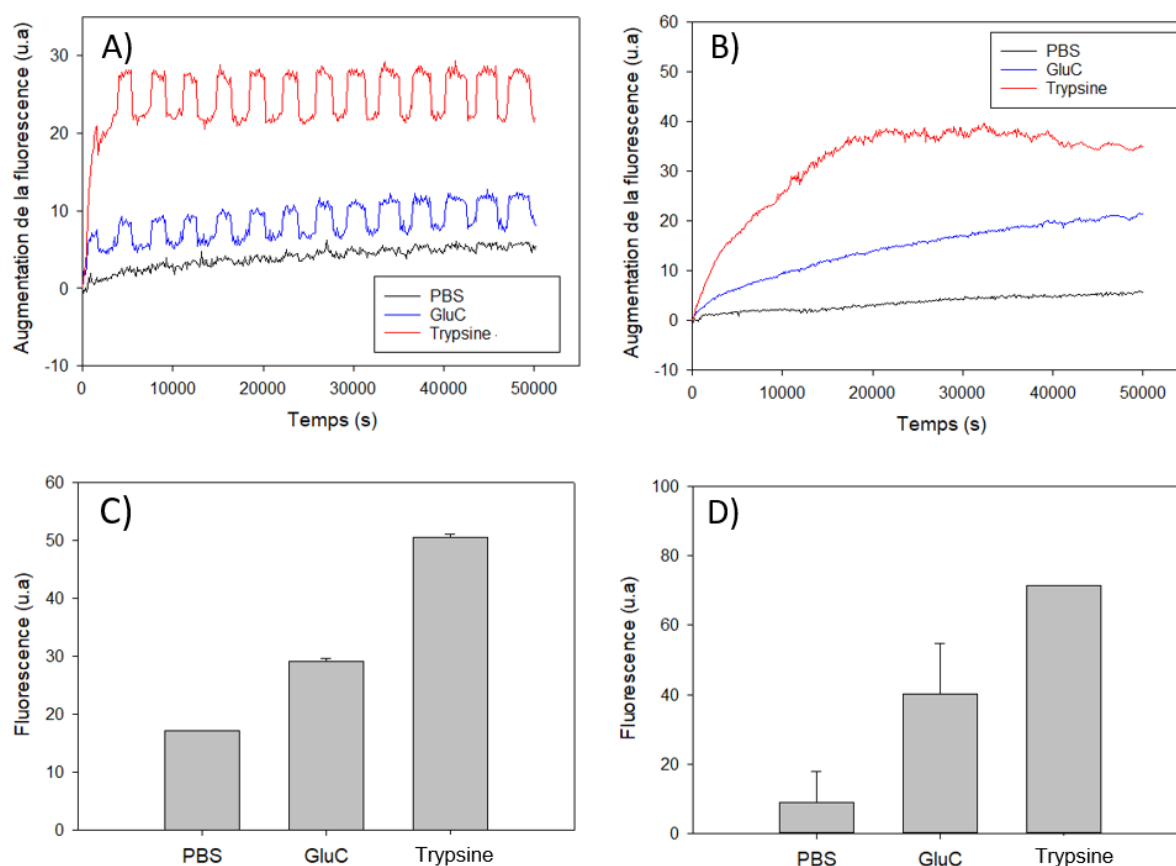 A)
Augmentation de la fluorescence (u.a)
40
30
20
10
0
-10
PBS
GluC
Trypsine .
0 10000 20000 30000 40000 50000
Temps (s)
B)
Augmentation de la fluorescence (u.a)
60
50
40
30
20
10
0
-10
PBS
GluC
Trypsine
0 10000 20000 30000 40000 50000
Temps (s)
C)
Fluorescence (u.a)
60
50
40
30
20
10
0
PBS GluC Trypsine
D)
Fluorescence (u.a)
100
80
60
40
20
0
PBS GluC Trypsine